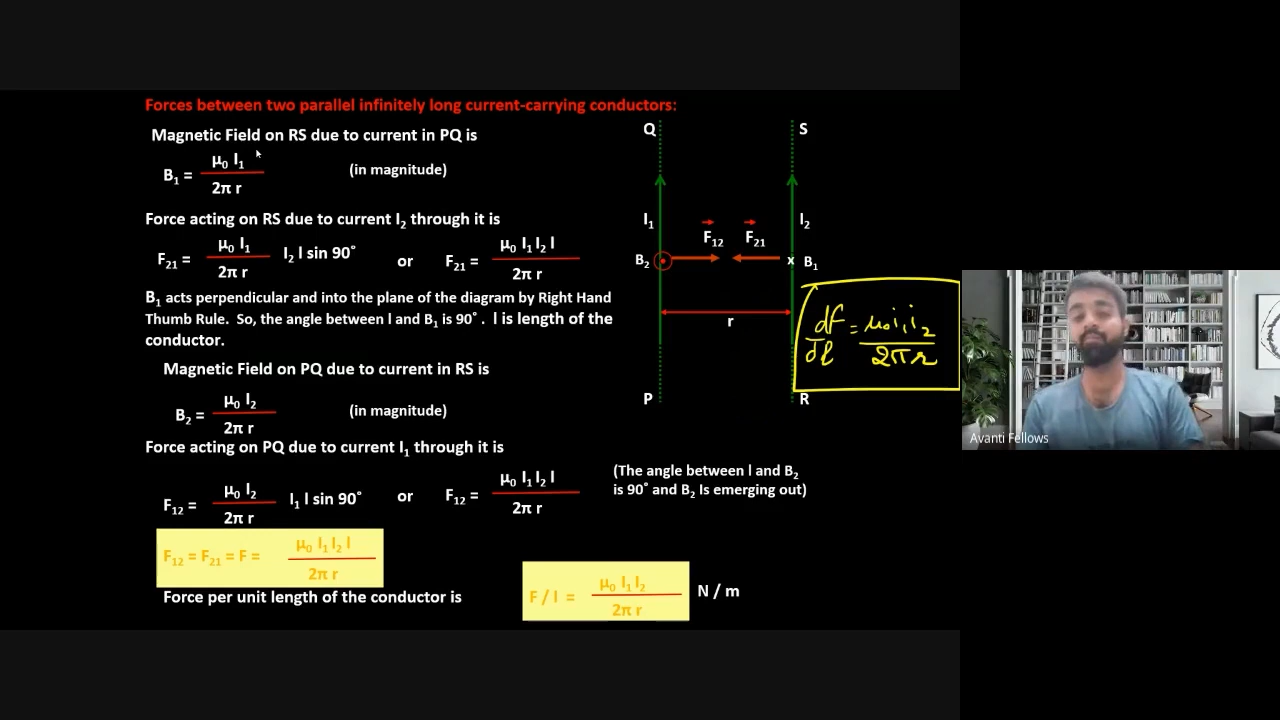 Forces between two parallel infinitely long current-carrying conductors:
Magnetic Field on RS due to current in PQ is
B₁ = μ₀ I₁ / 2π r (in magnitude)
Force acting on RS due to current I₂ through it is
F₂₁ = μ₀ I₁ / 2π r I₂ l sin 90˚ or F₂₁ = μ₀ I₁ I₂ l / 2π r
B₁ acts perpendicular and into the plane of the diagram by Right Hand
Thumb Rule. So, the angle between l and B₁ is 90˚ . l is length of the
conductor.
Magnetic Field on PQ due to current in RS is
B₂ = μ₀ I₂ / 2π r (in magnitude)
Force acting on PQ due to current I₁ through it is
F₁₂ = μ₀ I₂ / 2π r I₁ l sin 90˚ or F₁₂ = μ₀ I₁ I₂ l / 2π r
(The angle between l and B₂
is 90˚ and B₂ Is emerging out)
F₁₂ = F₂₁ = F = μ₀ I₁ I₂ l / 2π r
Force per unit length of the conductor is
F / l = μ₀ I₁ I₂ / 2π r N / m
Q S
I₁ F₁₂ F₂₁ I₂
B₂ x B₁
r
P R
df/dl = μ₀ i₁ i₂ / 2π r
Avanti Fellows